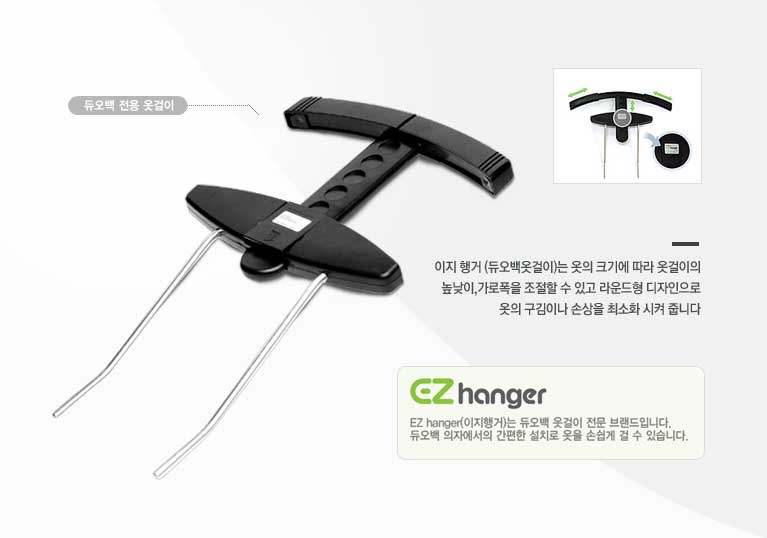 듀오백 전용 옷걸이
이지 행거 (듀오백옷걸이)는 옷의 크기에 따라 옷걸이의
높낮이,가로폭을 조절할 수 있고 라운드형 디자인으로
옷의 구김이나 손상을 최소화 시켜 줍니다
EZ hanger
EZ hanger(이지행거)는 듀오백 옷걸이 전문 브랜드입니다.
듀오백 의자에서의 간편한 설치로 옷을 손쉽게 걸 수 있습니다.